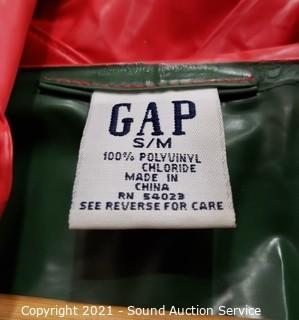 GAP
S/M
100% POLYVINYL
CHLORIDE
MADE IN
CHINA
RN 54023
SEE REVERSE FOR CARE
Copyright 2021 - Sound Auction Service